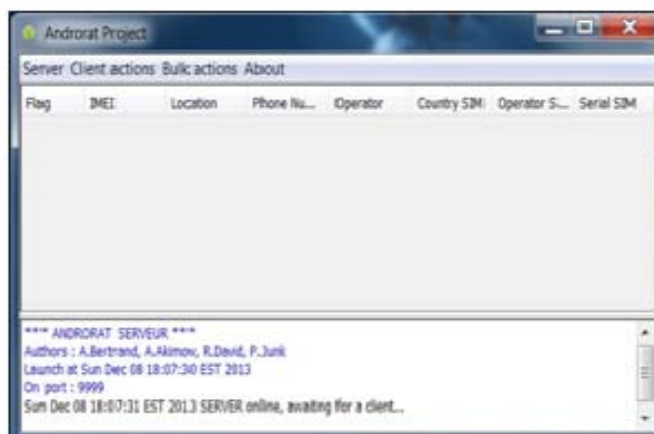 Androrat Project
Server Client actions Bulk actions About
Flag IMEI Location Phone Nu... Operator Country SIM Operator S... Serial SIM
*** ANDRORAT SERVEUR ***
Authors : A.Bertrand, A.Akimov, R.David, P.Junk
Launch at Sun Dec 08 18:07:30 EST 2013
On port : 9999
Sun Dec 08 18:07:31 EST 2013 SERVER online, awaiting for a client...